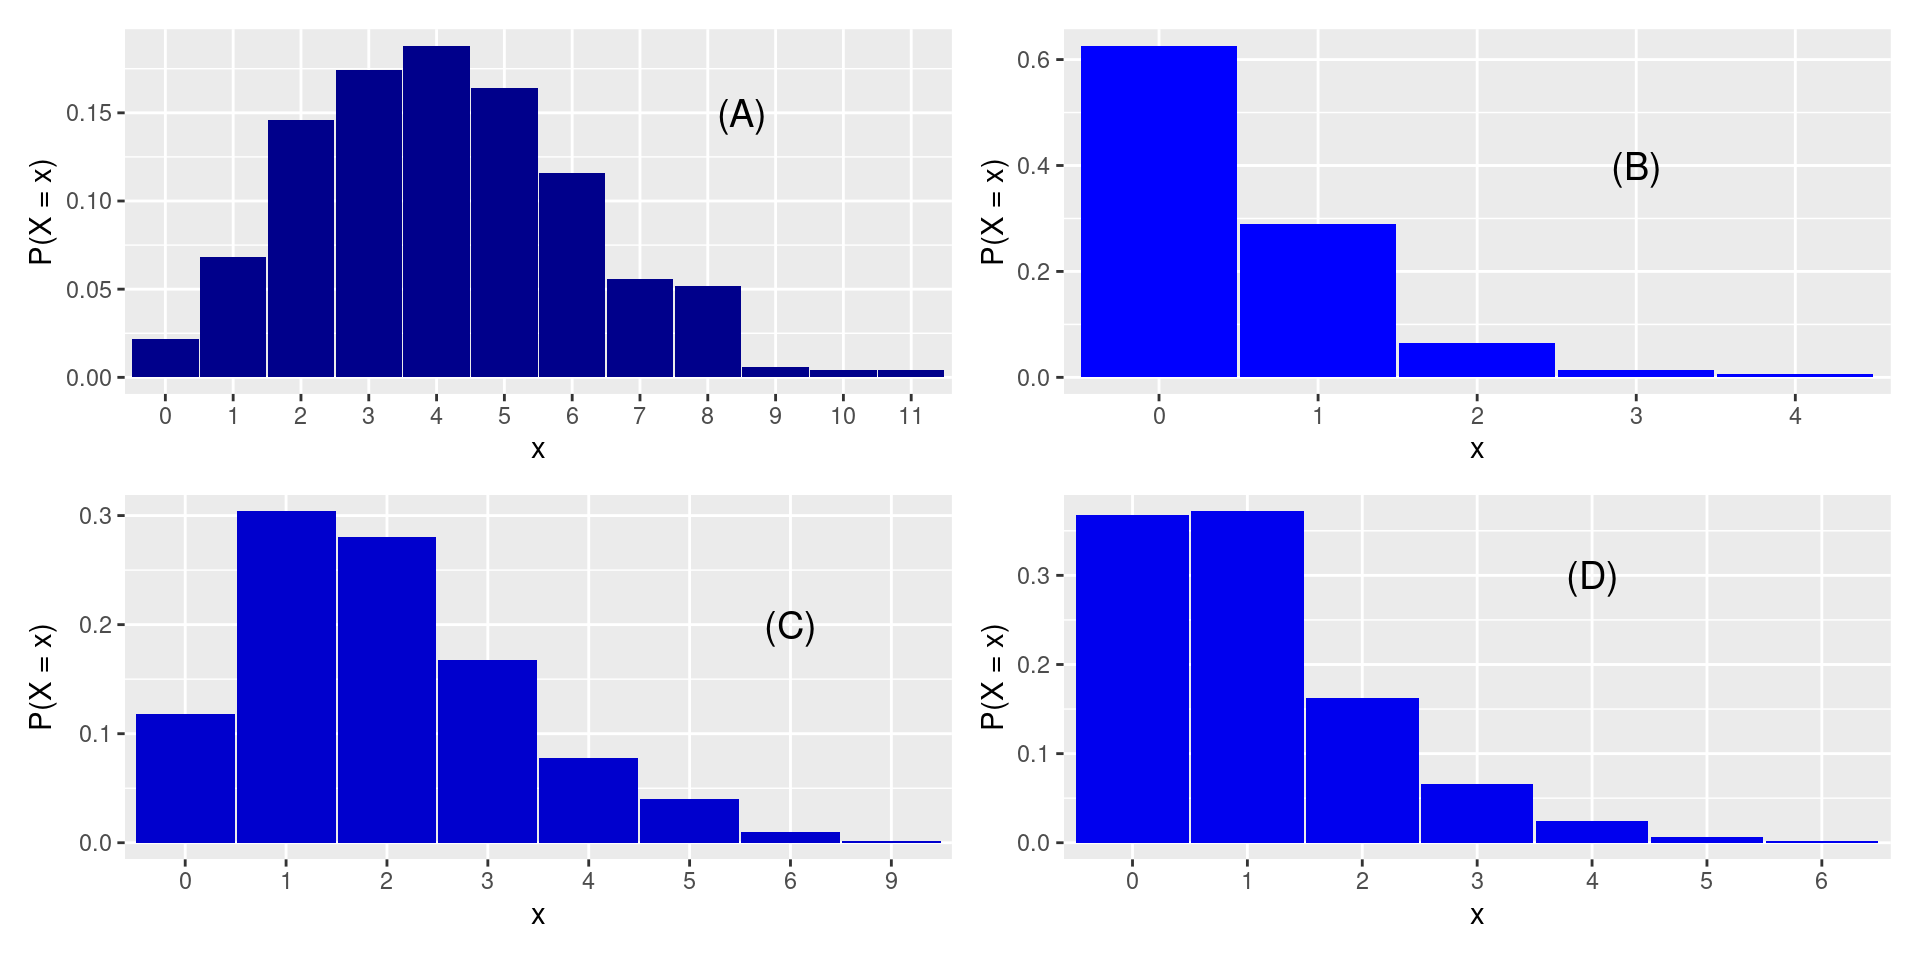 P(X = x)
0.15
0.10
0.05
0.00
(A)
0 1 2 3 4 5 6 7 8 9 10 11
x
P(X = x)
0.6
0.4
0.2
0.0
(B)
0 1 2 3 4
x
P(X = x)
0.3
0.2
0.1
0.0
(C)
0 1 2 3 4 5 6 9
x
P(X = x)
0.3
0.2
0.1
0.0
(D)
0 1 2 3 4 5 6
x